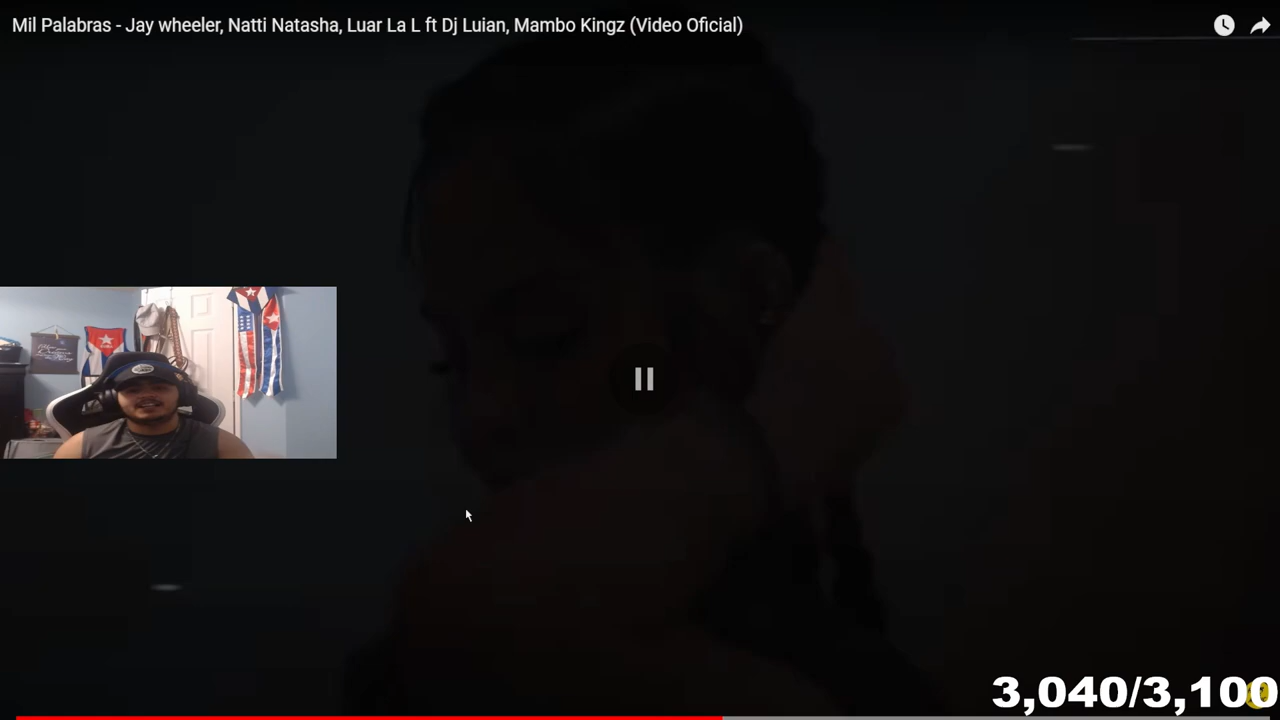 Mil Palabras - Jay wheeler, Natti Natasha, Luar La L ft Dj Luian, Mambo Kingz (Video Oficial)
3,040/3,100